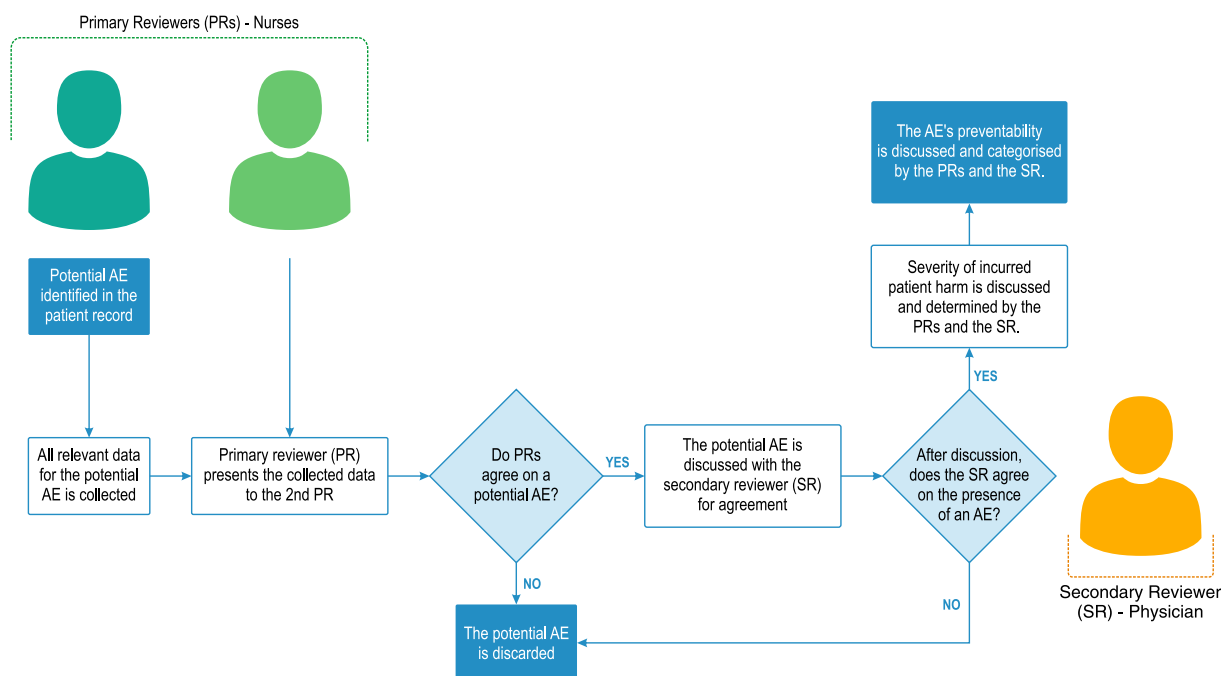 Primary Reviewers (PRs) - Nurses
Potential AE
identified in the
patient record
All relevant data
for the potential
AE is collected
Primary reviewer (PR)
presents the collected data
to the 2nd PR
Do PRs
agree on a
potential AE?
YES
NO
The potential AE is
discussed with the
secondary reviewer (SR)
for agreement
After discussion,
does the SR agree
on the presence
of an AE?
YES
NO
Severity of incurred
patient harm is discussed
and determined by the
PRs and the SR.
The AE's preventability
is discussed and categorised
by the PRs and the SR.
The potential AE
is discarded
Secondary Reviewer
(SR) - Physician